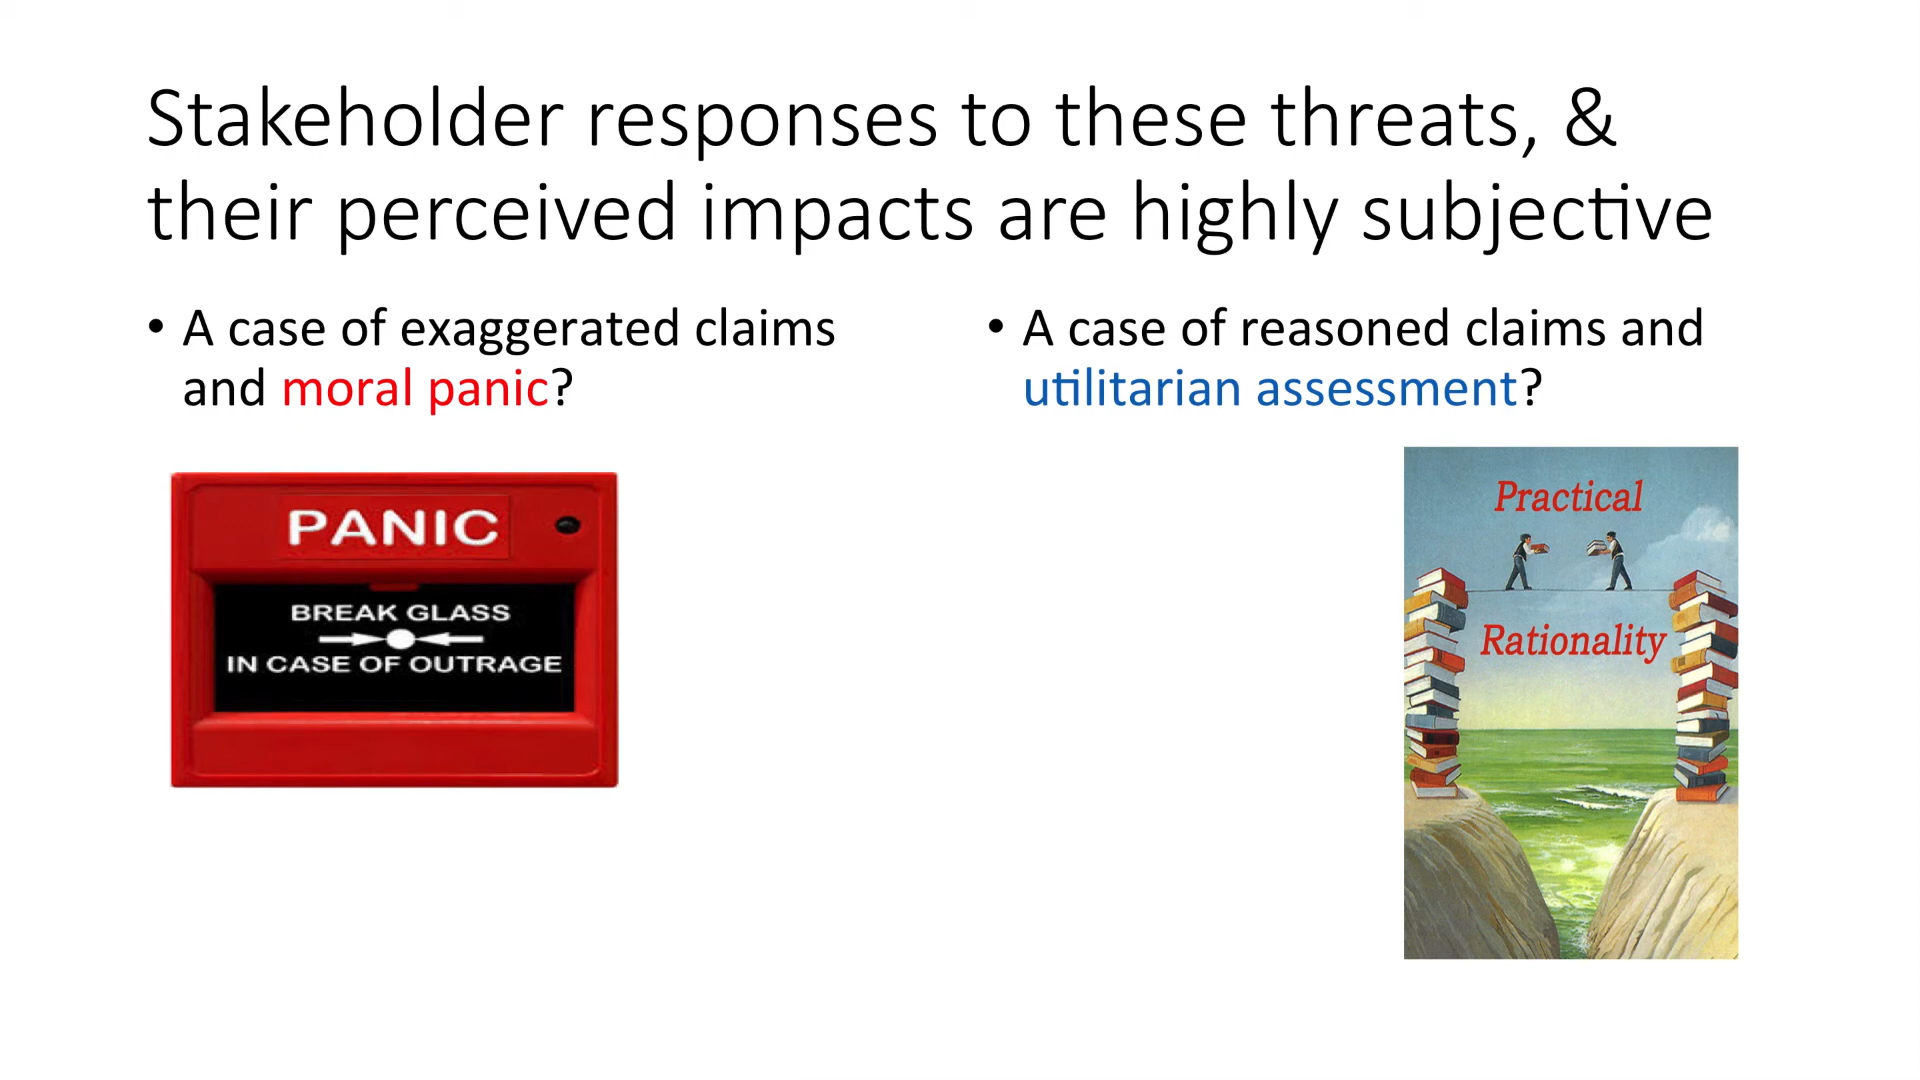 Stakeholder responses to these threats, &
their perceived impacts are highly subjective
• A case of exaggerated claims
and moral panic?
PANIC
BREAK GLASS
IN CASE OF OUTRAGE
• A case of reasoned claims and
utilitarian assessment?
Practical
Rationality